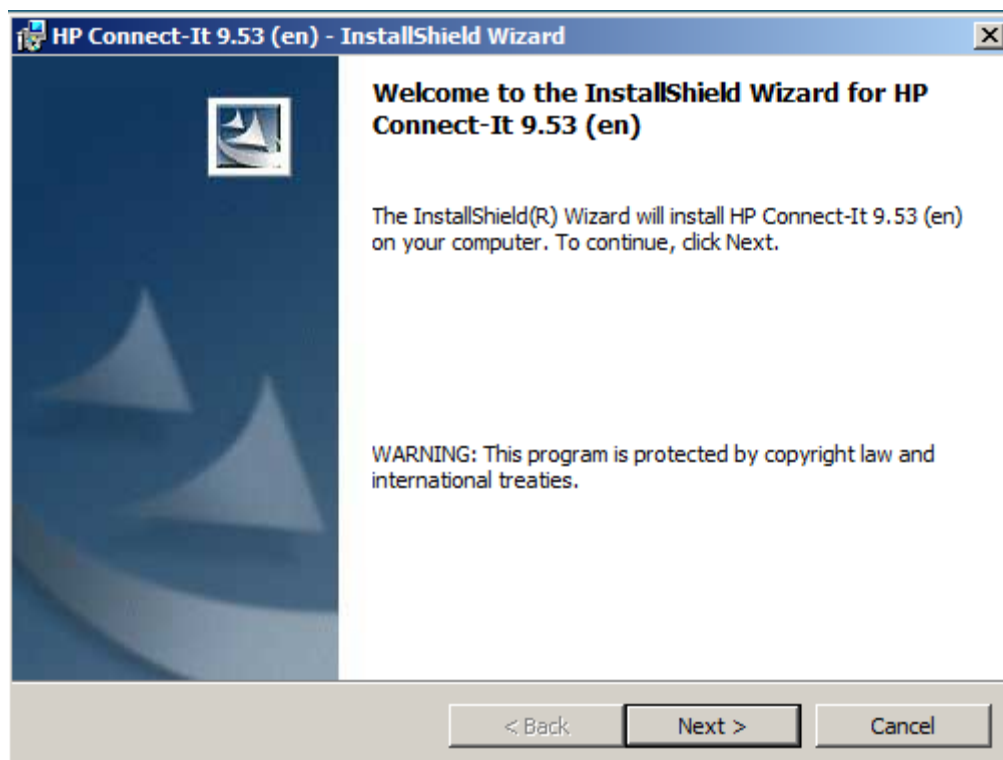 HP Connect-It 9.53 (en) - InstallShield Wizard
Welcome to the InstallShield Wizard for HP
Connect-It 9.53 (en)
The InstallShield(R) Wizard will install HP Connect-It 9.53 (en)
on your computer. To continue, click Next.
WARNING: This program is protected by copyright law and
international treaties.
< Back Next > Cancel